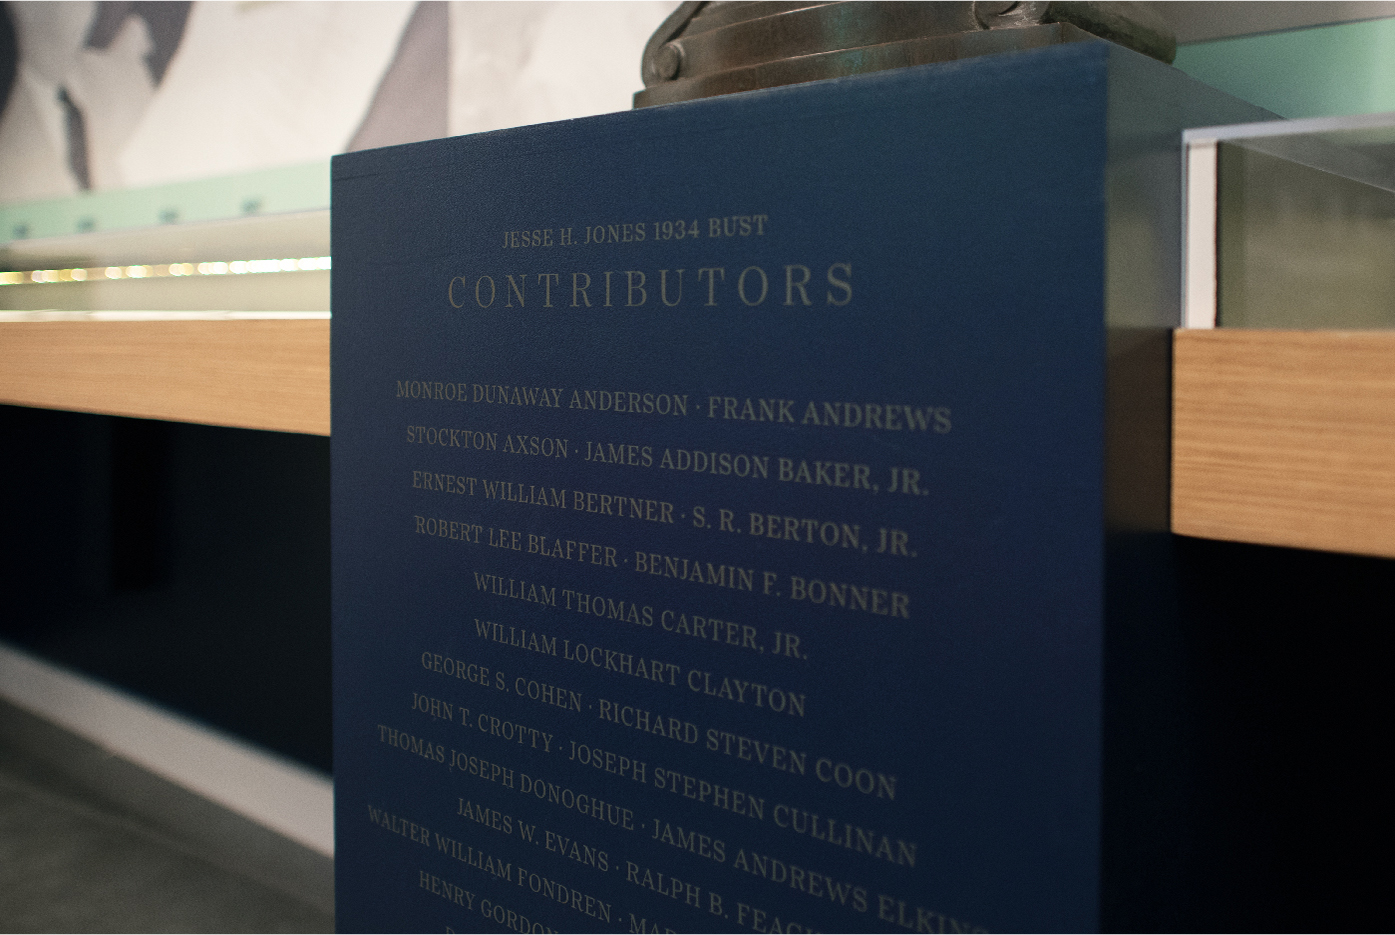 JESSE H. JONES 1934 BUST
CONTRIBUTORS
MONROE DUNAWAY ANDERSON · FRANK ANDREWS
STOCKTON AXSON · JAMES ADDISON BAKER, JR.
ERNEST WILLIAM BERTNER · S. R. BERTON, JR.
ROBERT LEE BLAFFER · BENJAMIN F. BONNER
WILLIAM THOMAS CARTER, JR.
WILLIAM LOCKHART CLAYTON
GEORGE S. COHEN · RICHARD STEVEN COON
JOHN T. CROTTY · JOSEPH STEPHEN CULLINAN
THOMAS JOSEPH DONOGHUE · JAMES ANDREWS
JAMES W. EVANS · RALPH B.
WALTER WILLIAM FONDREN ·
HENRY